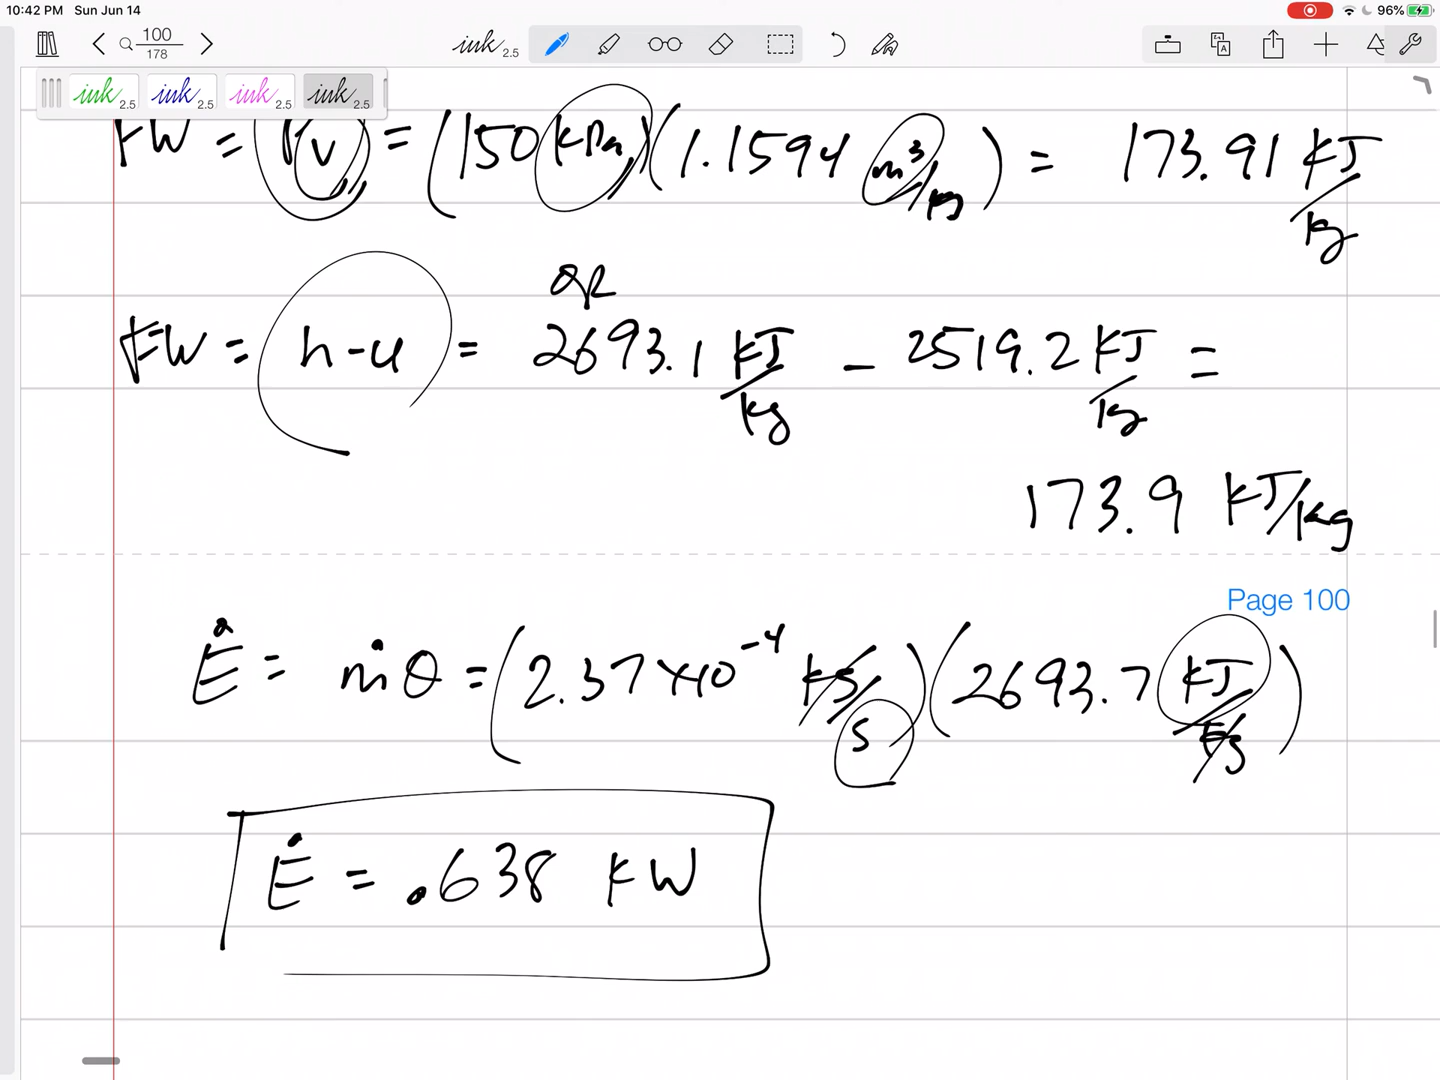 10:42 PM Sun Jun 14
96%
100
178
ink 2.5
ink 2.5 ink 2.5 ink 2.5 ink 2.5
FW = Pv = (150 kPa)(1.1594 m³/kg) = 173.91 kJ/kg
or
FW = h-u = 2693.1 kJ/kg - 2519.2 kJ/kg =
173.9 kJ/kg
Page 100
Ė = ṁθ = (2.37x10⁻⁴ kg/s)(2693.7 kJ/kg)
Ė = .638 kW